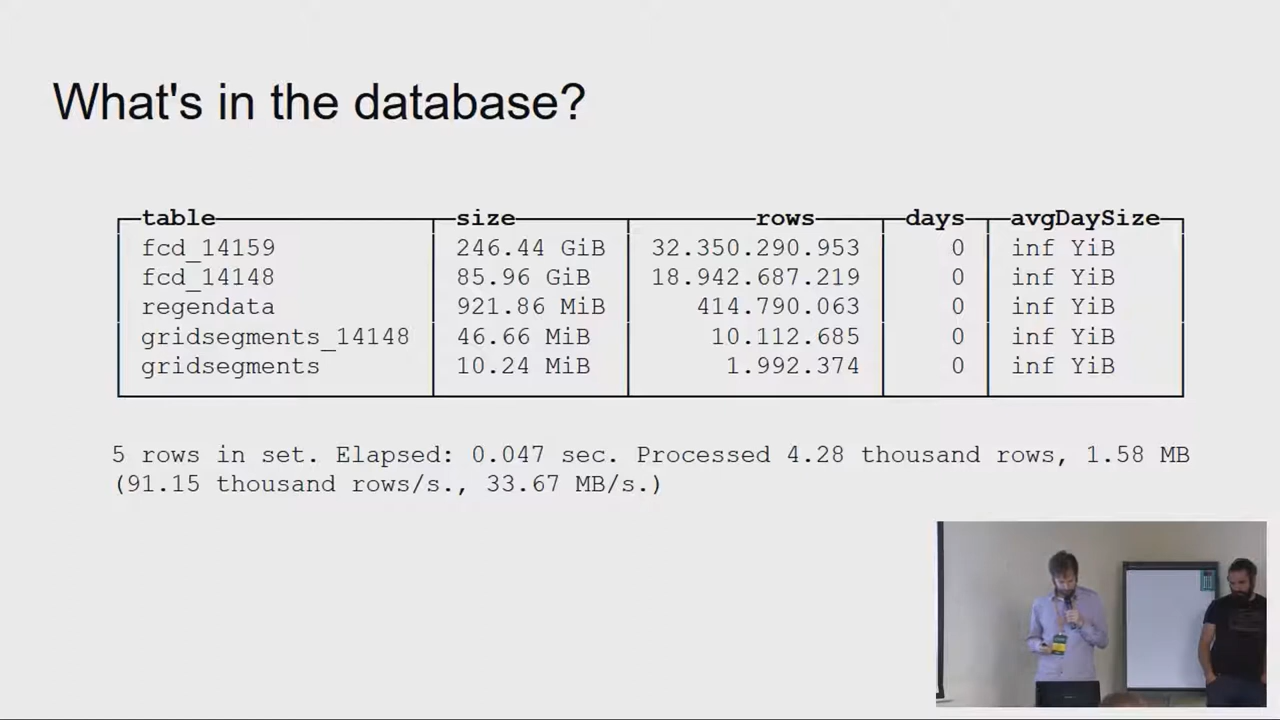 What's in the database?
table size rows days avgDaySize
fcd_14159 246.44 GiB 32.350.290.953 0 inf YiB
fcd_14148 85.96 GiB 18.942.687.219 0 inf YiB
regendata 921.86 MiB 414.790.063 0 inf YiB
gridsegments_14148 46.66 MiB 10.112.685 0 inf YiB
gridsegments 10.24 MiB 1.992.374 0 inf YiB
5 rows in set. Elapsed: 0.047 sec. Processed 4.28 thousand rows, 1.58 MB
(91.15 thousand rows/s., 33.67 MB/s.)